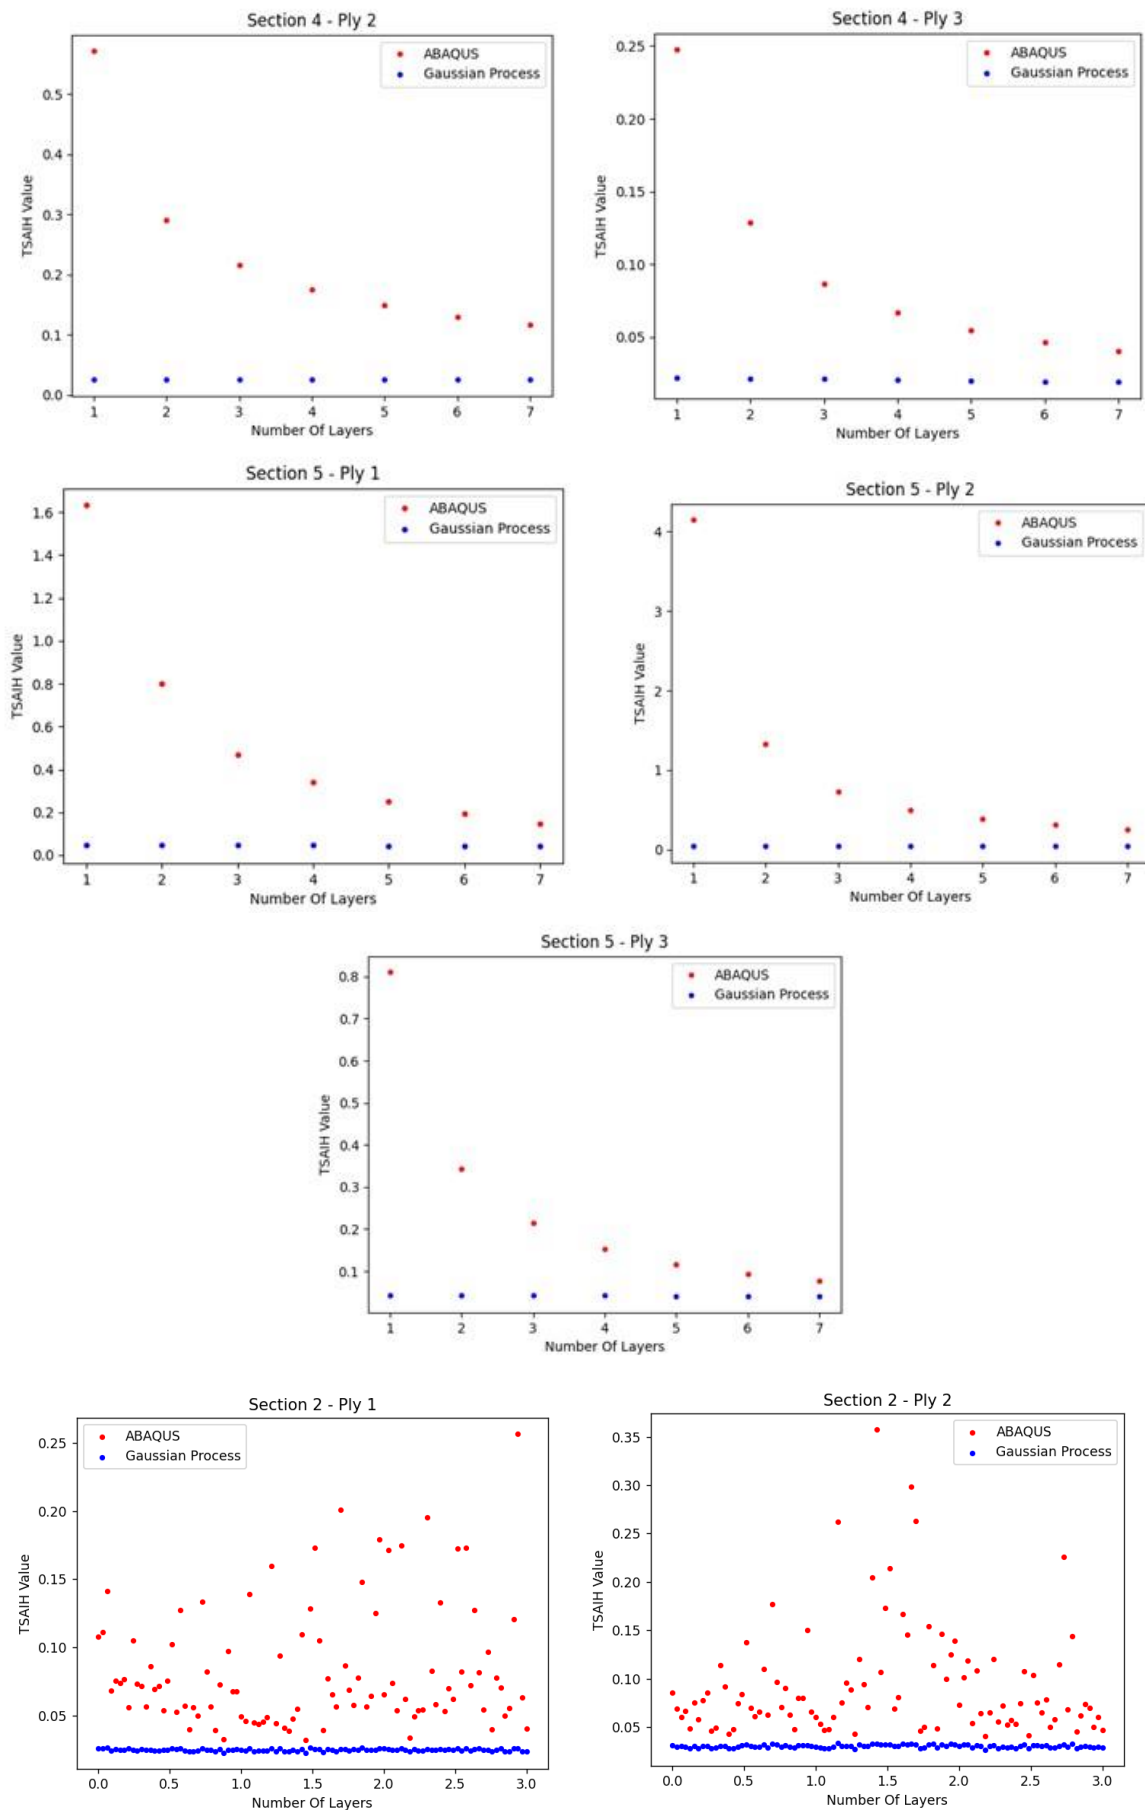 Section 4 - Ply 2
ABAQUS
Gaussian Process
TSAIH Value
0.5
0.4
0.3
0.2
0.1
0.0
1 2 3 4 5 6 7
Number Of Layers
Section 4 - Ply 3
ABAQUS
Gaussian Process
TSAIH Value
0.25
0.20
0.15
0.10
0.05
1 2 3 4 5 6 7
Number Of Layers
Section 5 - Ply 1
ABAQUS
Gaussian Process
TSAIH Value
1.6
1.4
1.2
1.0
0.8
0.6
0.4
0.2
0.0
1 2 3 4 5 6 7
Number Of Layers
Section 5 - Ply 2
ABAQUS
Gaussian Process
TSAIH Value
4
3
2
1
0
1 2 3 4 5 6 7
Number Of Layers
Section 5 - Ply 3
ABAQUS
Gaussian Process
TSAIH Value
0.8
0.7
0.6
0.5
0.4
0.3
0.2
0.1
1 2 3 4 5 6 7
Number Of Layers
Section 2 - Ply 1
ABAQUS
Gaussian Process
TSAIH Value
0.25
0.20
0.15
0.10
0.05
0.0 0.5 1.0 1.5 2.0 2.5 3.0
Number Of Layers
Section 2 - Ply 2
ABAQUS
Gaussian Process
TSAIH Value
0.35
0.30
0.25
0.20
0.15
0.10
0.05
0.0 0.5 1.0 1.5 2.0 2.5 3.0
Number Of Layers